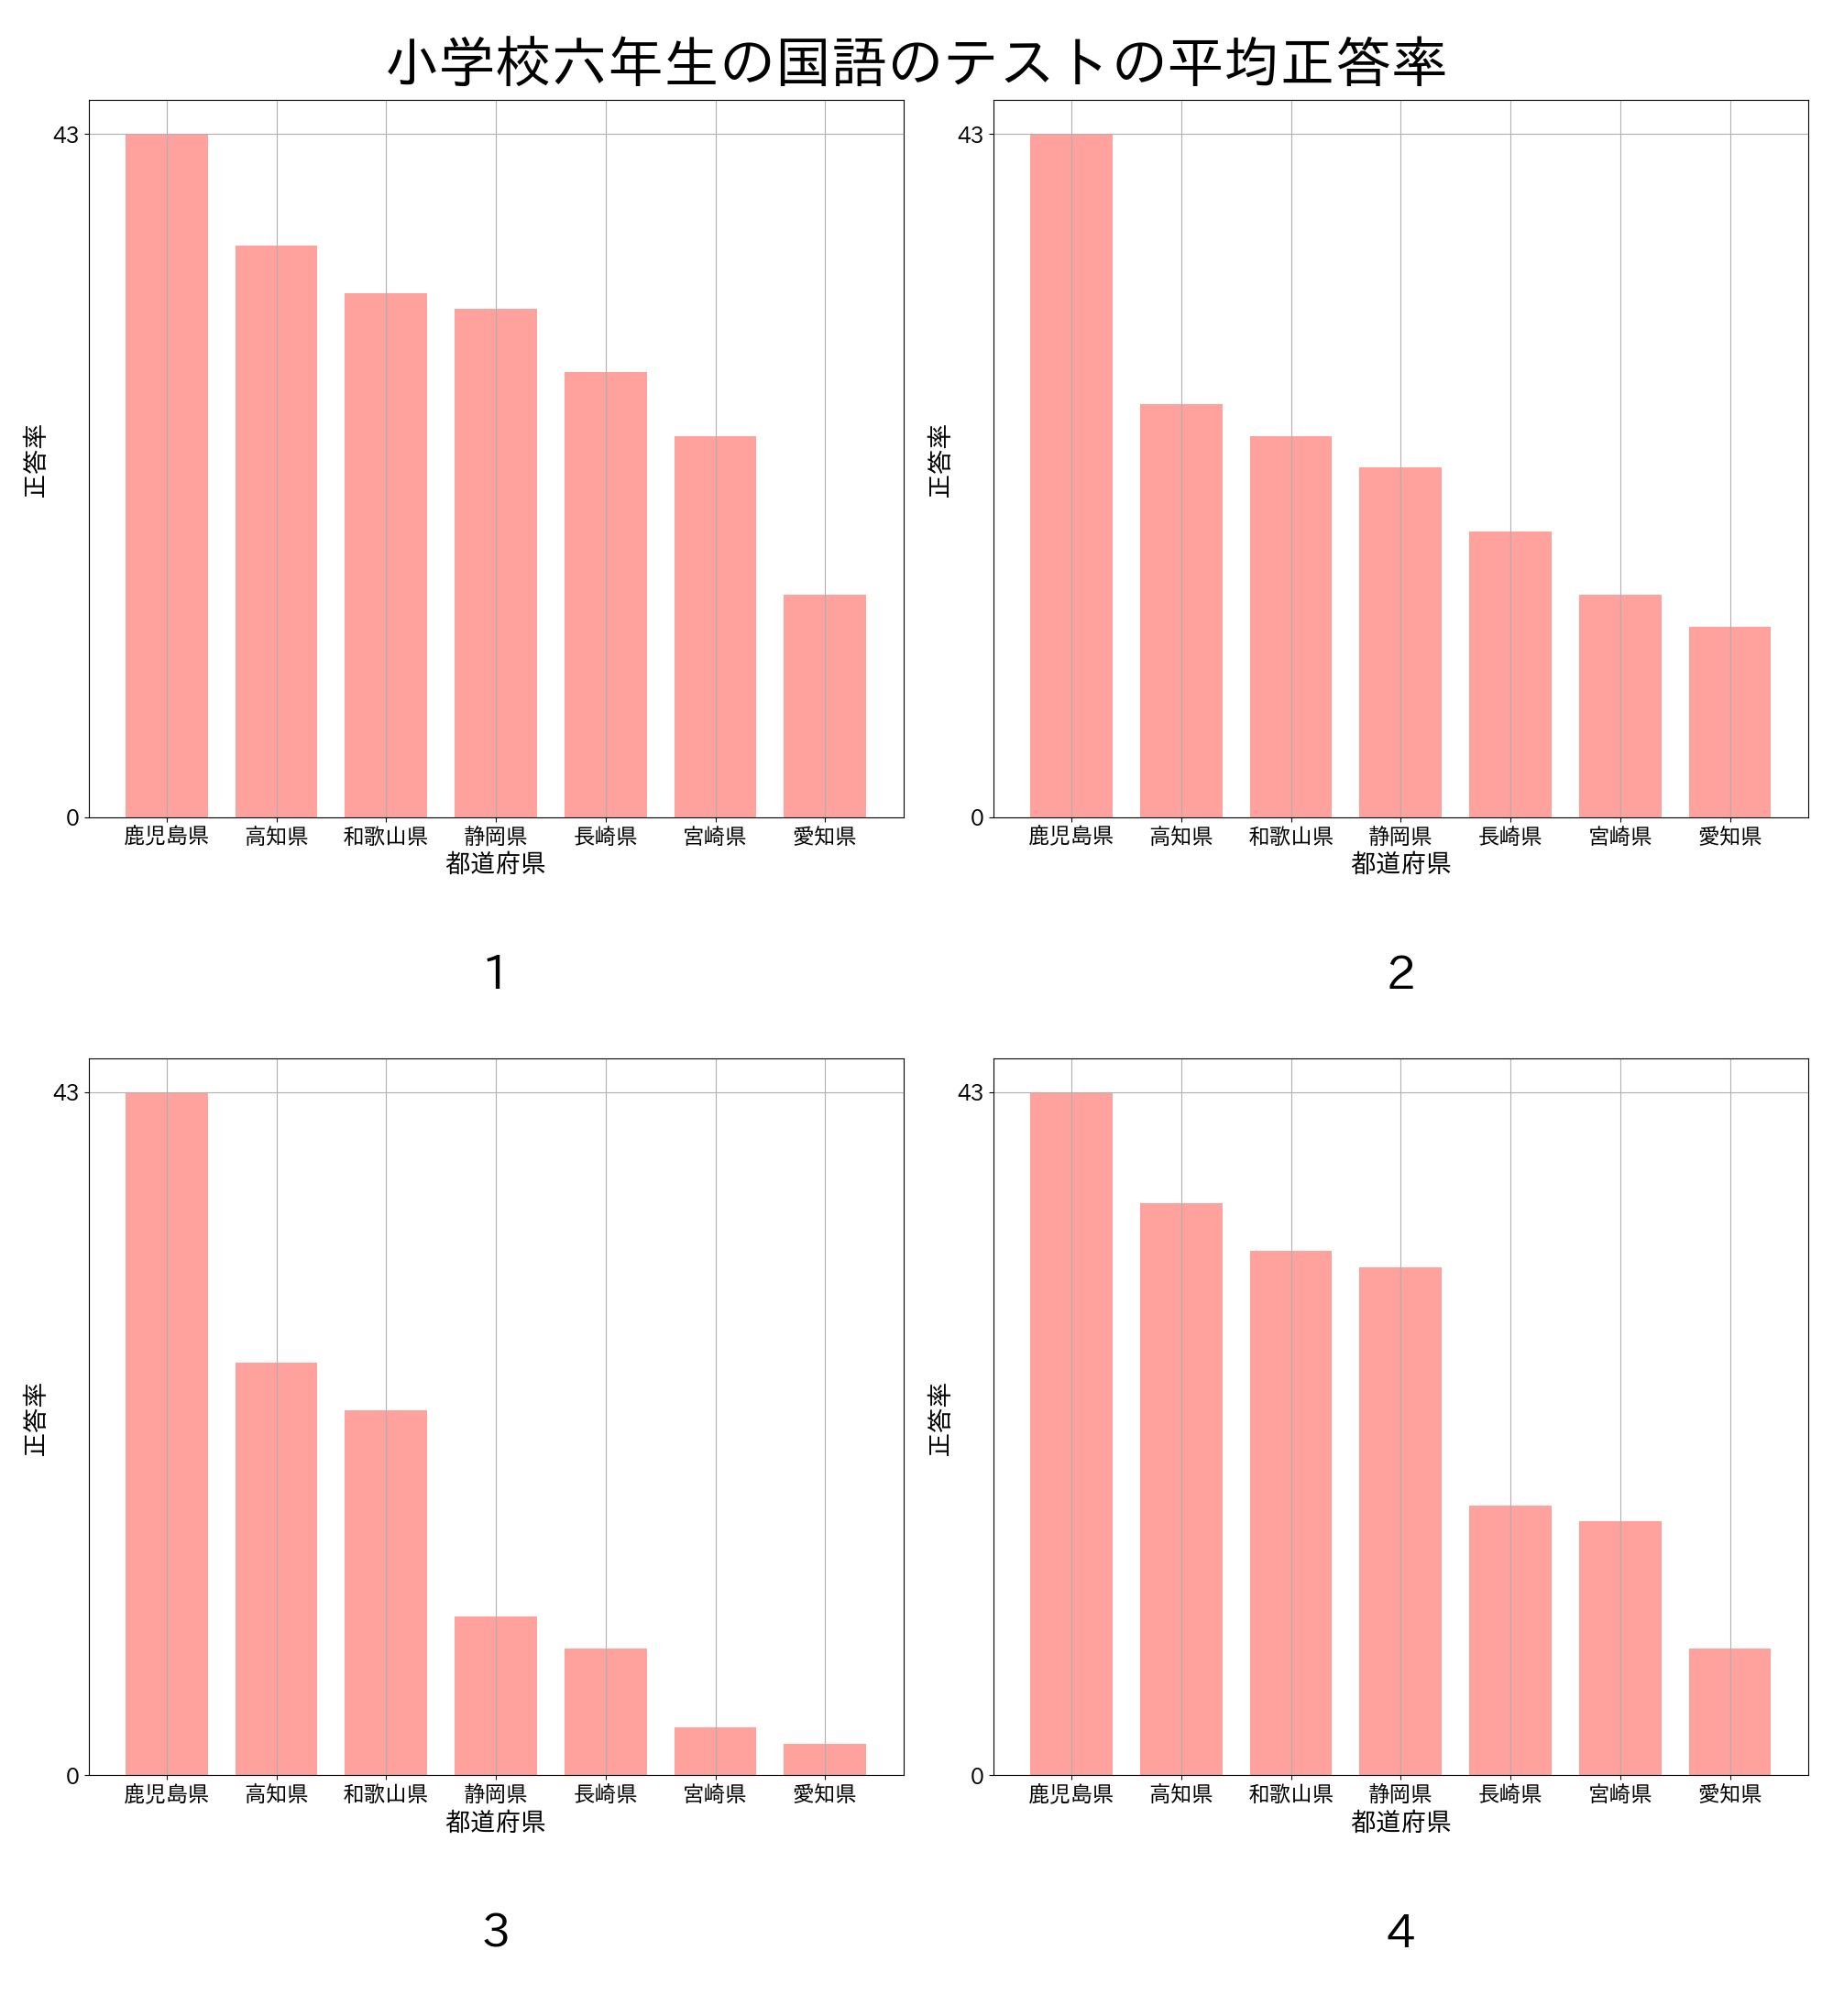 小学校六年生の国語のテストの平均正答率
43
0
正答率
鹿児島県 高知県 和歌山県 静岡県 長崎県 宮崎県 愛知県
都道府県
1
43
0
正答率
鹿児島県 高知県 和歌山県 静岡県 長崎県 宮崎県 愛知県
都道府県
2
43
0
正答率
鹿児島県 高知県 和歌山県 静岡県 長崎県 宮崎県 愛知県
都道府県
3
43
0
正答率
鹿児島県 高知県 和歌山県 静岡県 長崎県 宮崎県 愛知県
都道府県
4